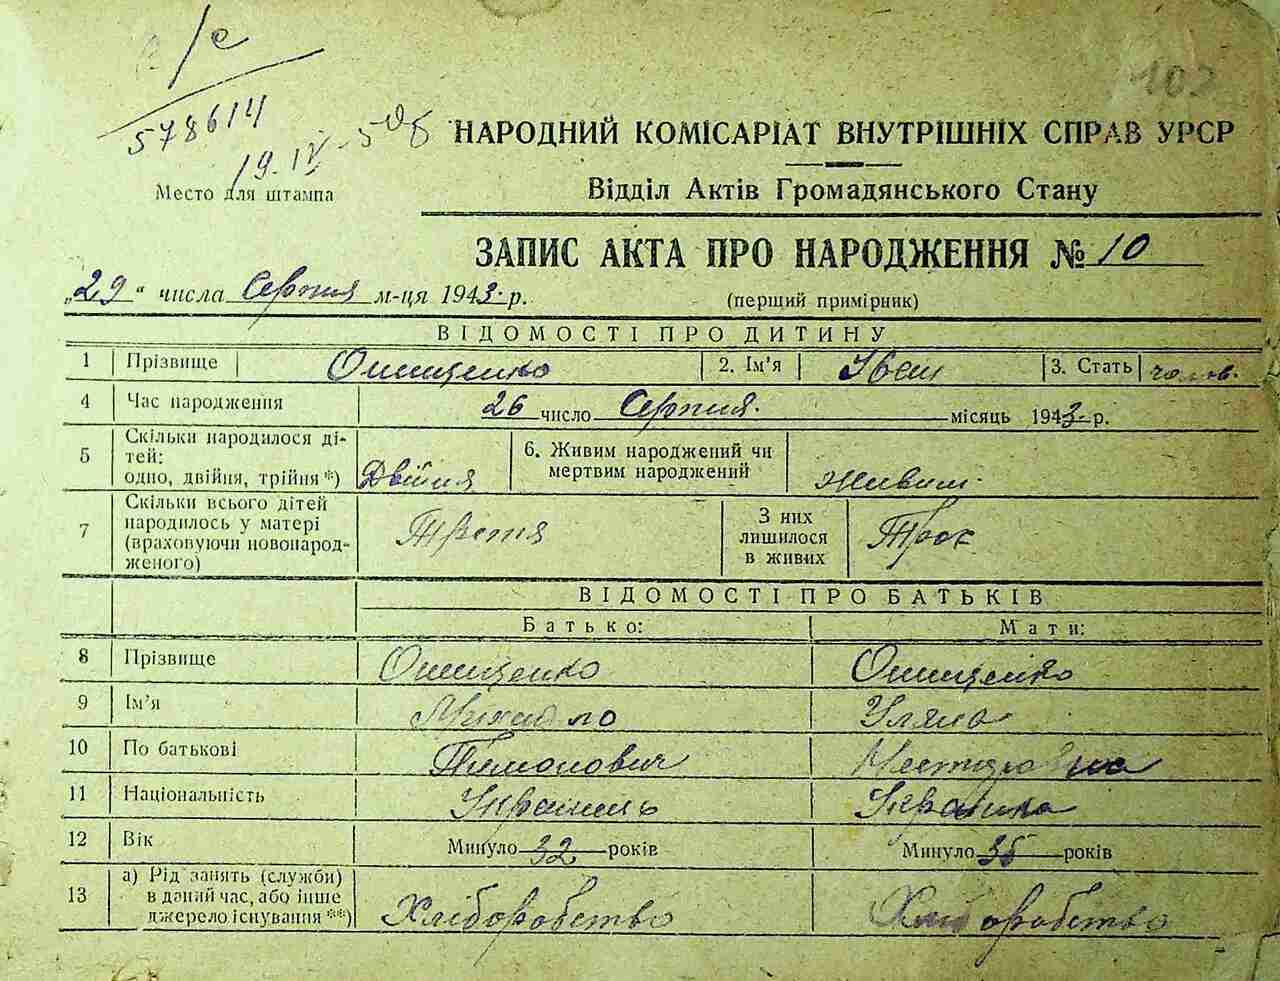 578614
102
19.IV-50
НАРОДНИЙ КОМІСАРІАТ ВНУТРІШНІХ СПРАВ УРСР
Место для штампа
Відділ Актів Громадянського Стану
ЗАПИС АКТА ПРО НАРОДЖЕННЯ № 10
„29“ числа Серпня м-ця 1943 р.
(перший примірник)
ВІДОМОСТІ ПРО ДИТИНУ
1 Прізвище Онищенко 2. Ім'я Іван 3. Стать чолов.
4 Час народження 26 число Серпня місяць 1943 р.
5 Скільки народилося ді-
тей:
одно, двійня, трійня *) Двійня
6. Живим народжений чи
мертвим народжений Живим
7 Скільки всього дітей
народилось у матері
(враховуючи новонарод-
женого) Третя
З них
лишилося
в живих Троє
ВІДОМОСТІ ПРО БАТЬКІВ
Батько: Мати:
8 Прізвище Онищенко Онищенко
9 Ім'я Михайло Уляна
10 По батькові Тимонович
11 Національність Українець Українка
12 Вік Минуло 32 років Минуло 35 років
13 а) Рід занять (служби)
в даний час, або інше
джерело існування **) Хліборобство Хліборобство